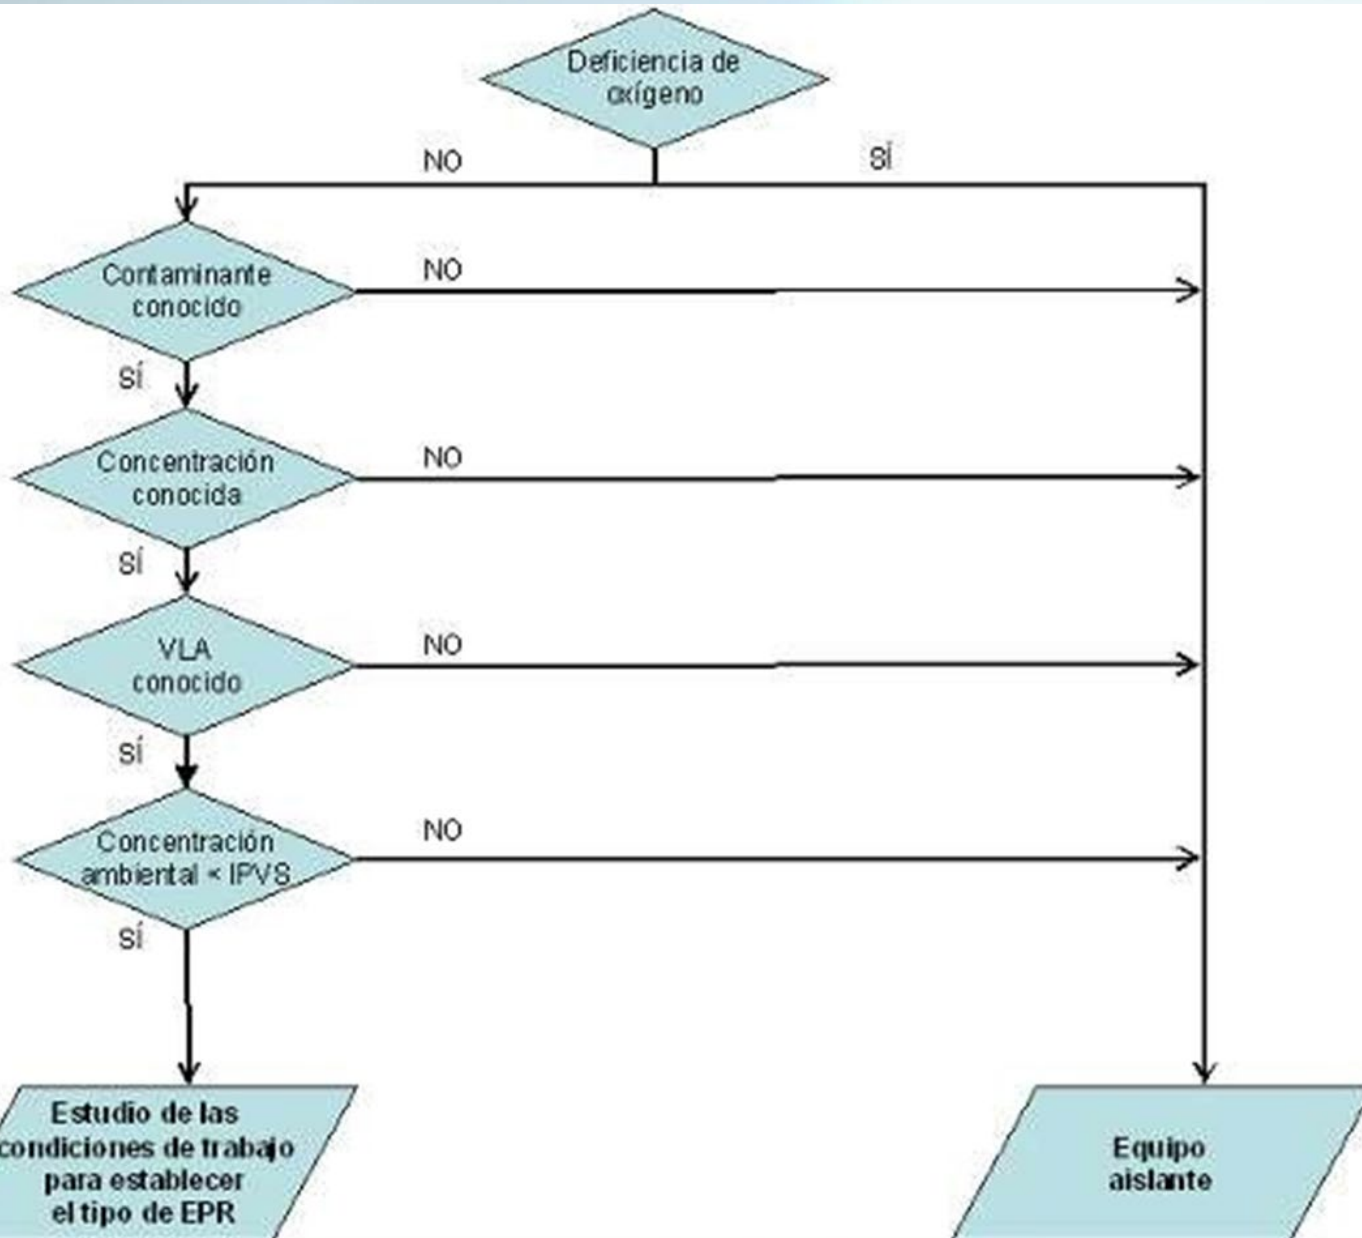 Deficiencia de
oxígeno
NO
SÍ
Contaminante
conocido
NO
SÍ
Concentración
conocida
NO
SÍ
VLA
conocido
NO
SÍ
Concentración
ambiental < IPVS
NO
SÍ
Estudio de las
condiciones de trabajo
para establecer
el tipo de EPR
Equipo
aislante